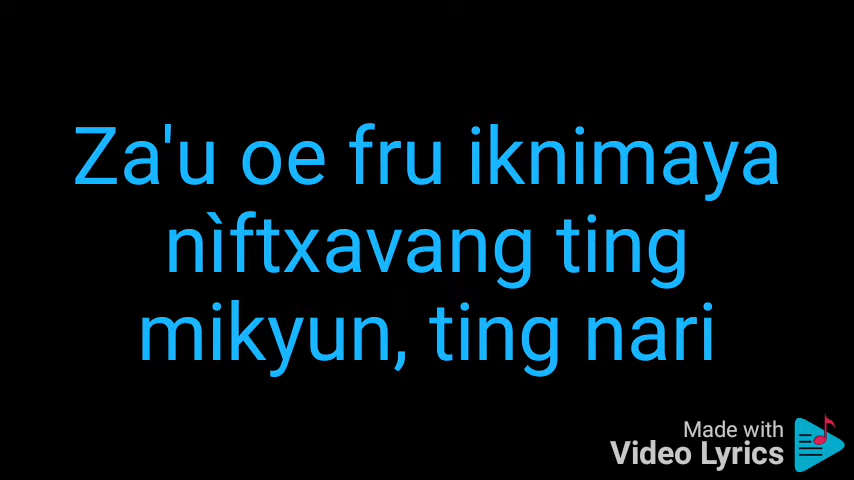 Za'u oe fru iknimaya
nìftxavang ting
mikyun, ting nari
Made with
Video Lyrics